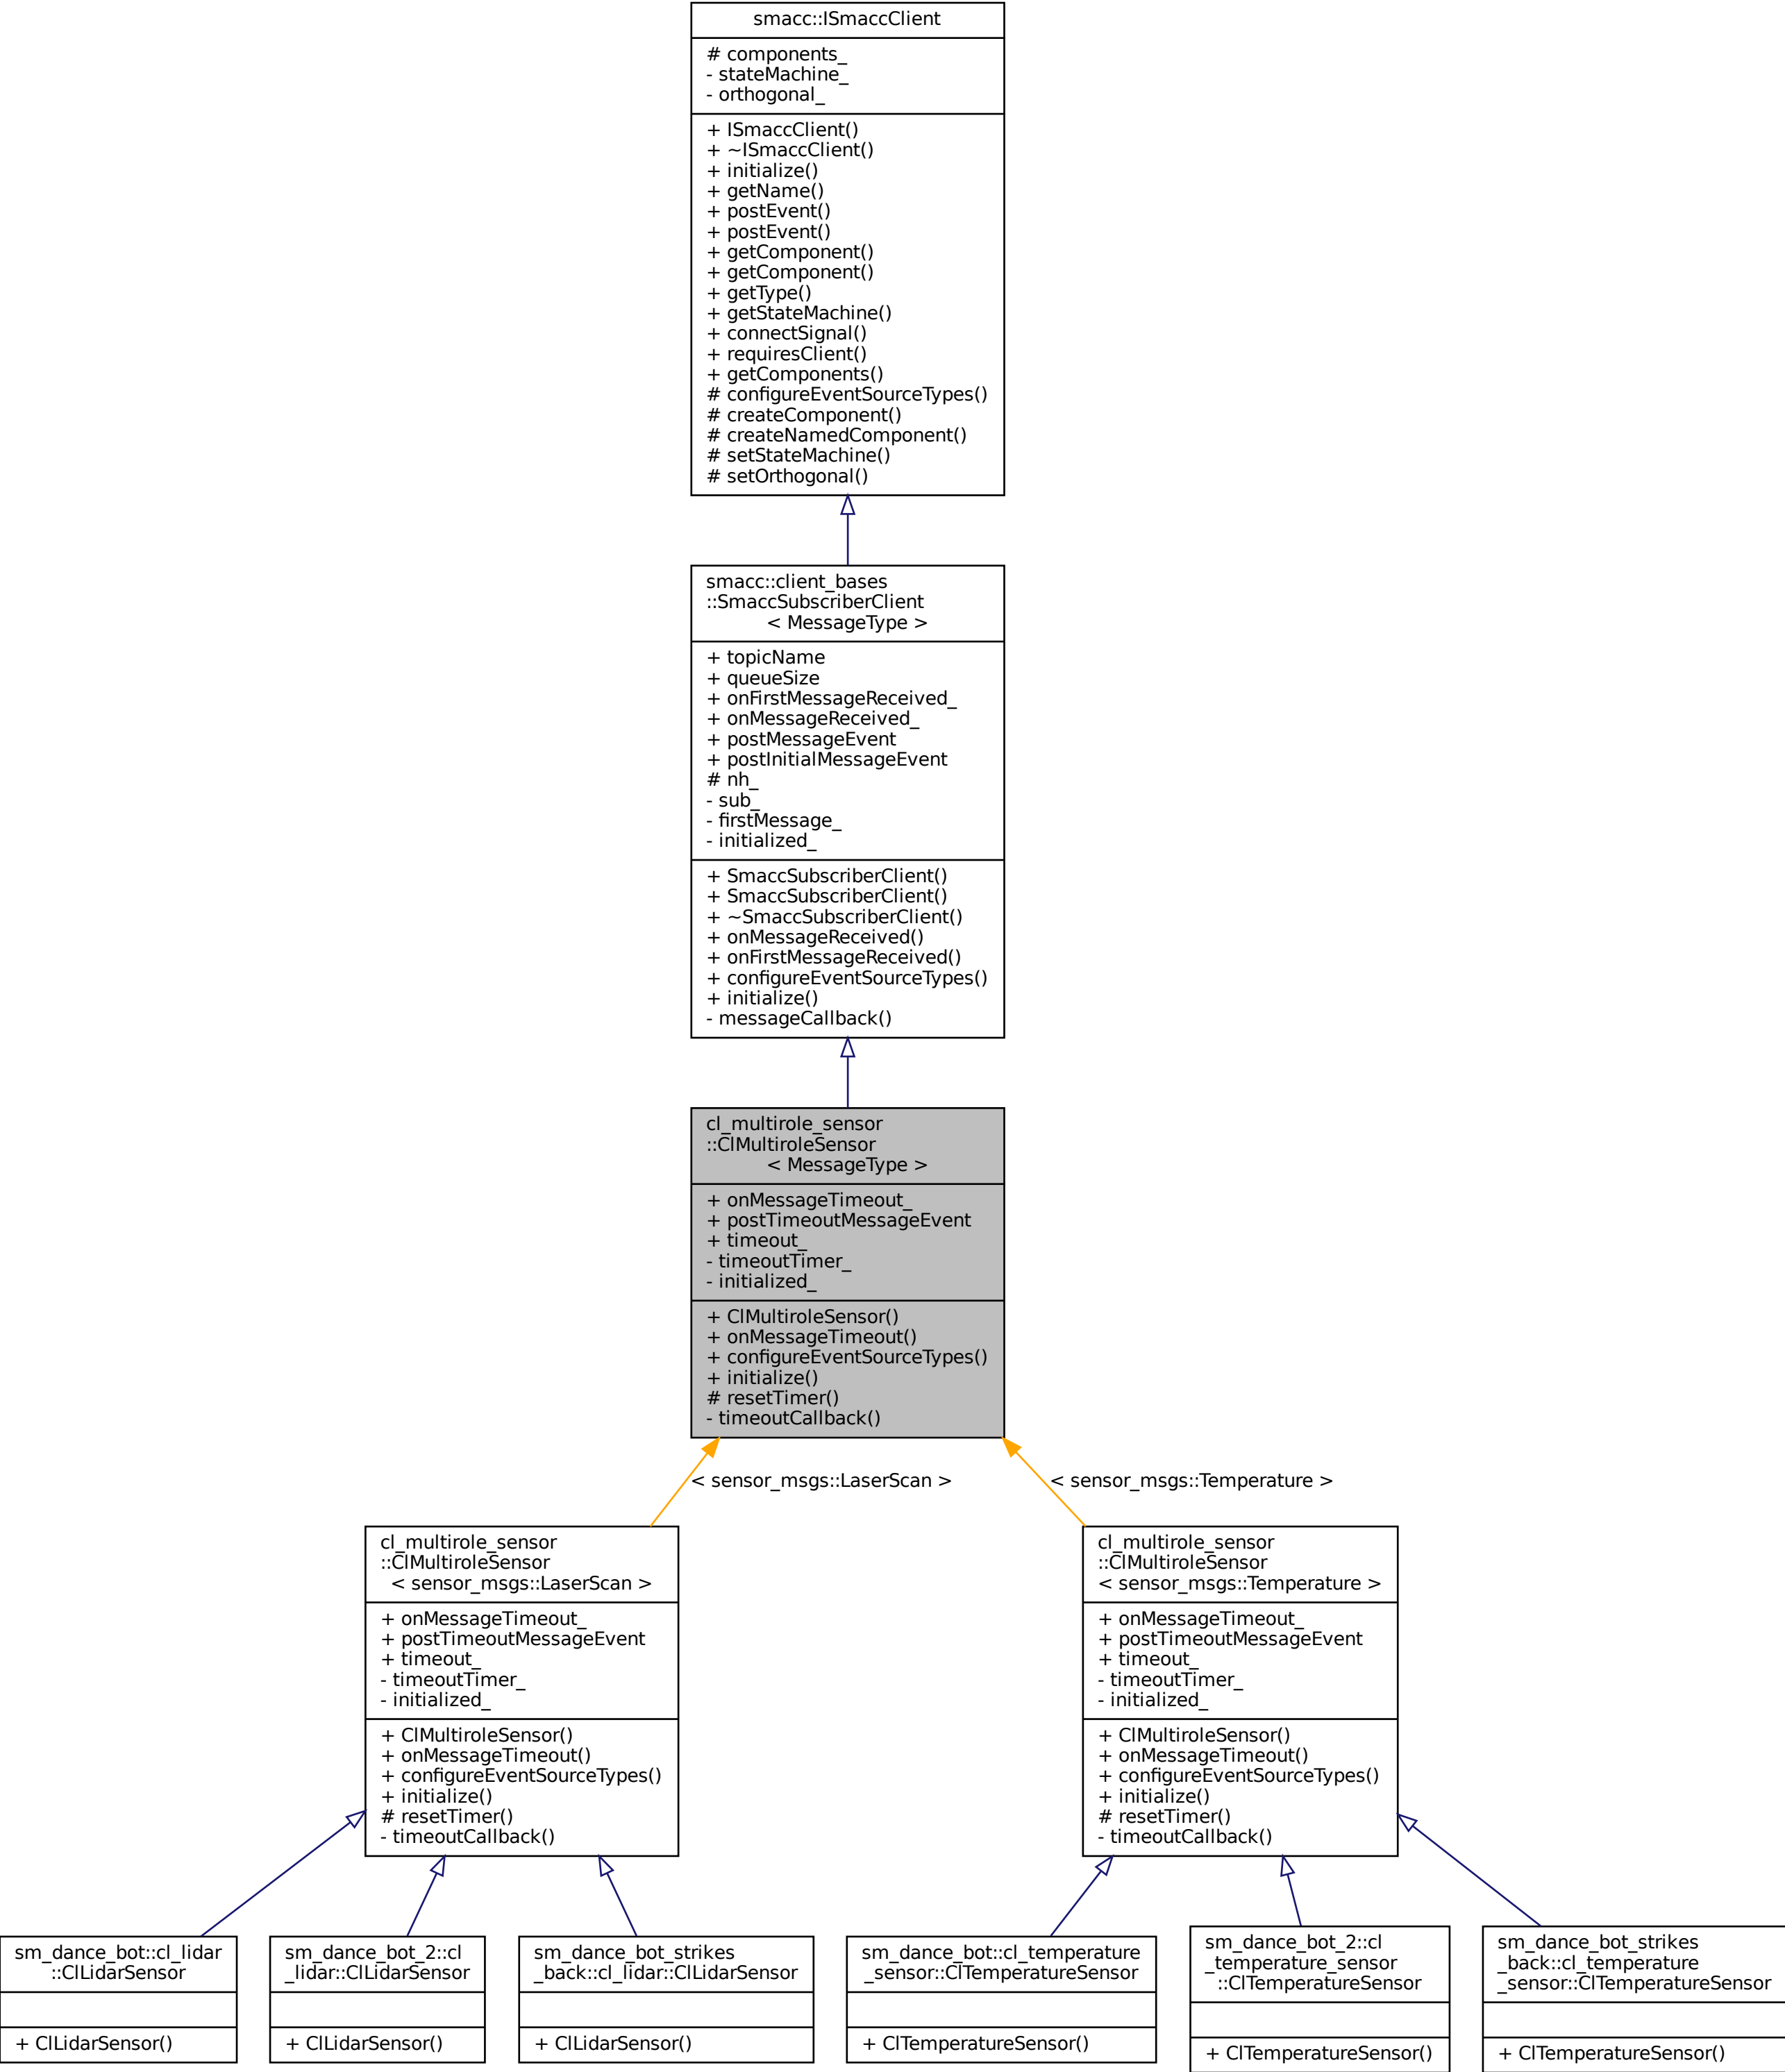 smacc::ISmaccClient
# components_
- stateMachine_
- orthogonal_
+ ISmaccClient()
+ ~ISmaccClient()
+ initialize()
+ getName()
+ postEvent()
+ postEvent()
+ getComponent()
+ getComponent()
+ getType()
+ getStateMachine()
+ connectSignal()
+ requiresClient()
+ getComponents()
# configureEventSourceTypes()
# createComponent()
# createNamedComponent()
# setStateMachine()
# setOrthogonal()
smacc::client_bases
::SmaccSubscriberClient
< MessageType >
+ topicName
+ queueSize
+ onFirstMessageReceived_
+ onMessageReceived_
+ postMessageEvent
+ postInitialMessageEvent
# nh_
- sub_
- firstMessage_
- initialized_
+ SmaccSubscriberClient()
+ SmaccSubscriberClient()
+ ~SmaccSubscriberClient()
+ onMessageReceived()
+ onFirstMessageReceived()
+ configureEventSourceTypes()
+ initialize()
- messageCallback()
cl_multirole_sensor
::ClMultiroleSensor
< MessageType >
+ onMessageTimeout_
+ postTimeoutMessageEvent
+ timeout_
- timeoutTimer_
- initialized_
+ ClMultiroleSensor()
+ onMessageTimeout()
+ configureEventSourceTypes()
+ initialize()
# resetTimer()
- timeoutCallback()
< sensor_msgs::LaserScan >
< sensor_msgs::Temperature >
cl_multirole_sensor
::ClMultiroleSensor
< sensor_msgs::LaserScan >
+ onMessageTimeout_
+ postTimeoutMessageEvent
+ timeout_
- timeoutTimer_
- initialized_
+ ClMultiroleSensor()
+ onMessageTimeout()
+ configureEventSourceTypes()
+ initialize()
# resetTimer()
- timeoutCallback()
cl_multirole_sensor
::ClMultiroleSensor
< sensor_msgs::Temperature >
+ onMessageTimeout_
+ postTimeoutMessageEvent
+ timeout_
- timeoutTimer_
- initialized_
+ ClMultiroleSensor()
+ onMessageTimeout()
+ configureEventSourceTypes()
+ initialize()
# resetTimer()
- timeoutCallback()
sm_dance_bot::cl_lidar
::ClLidarSensor
+ ClLidarSensor()
sm_dance_bot_2::cl
_lidar::ClLidarSensor
+ ClLidarSensor()
sm_dance_bot_strikes
_back::cl_lidar::ClLidarSensor
+ ClLidarSensor()
sm_dance_bot::cl_temperature
_sensor::ClTemperatureSensor
+ ClTemperatureSensor()
sm_dance_bot_2::cl
_temperature_sensor
::ClTemperatureSensor
+ ClTemperatureSensor()
sm_dance_bot_strikes
_back::cl_temperature
_sensor::ClTemperatureSensor
+ ClTemperatureSensor()